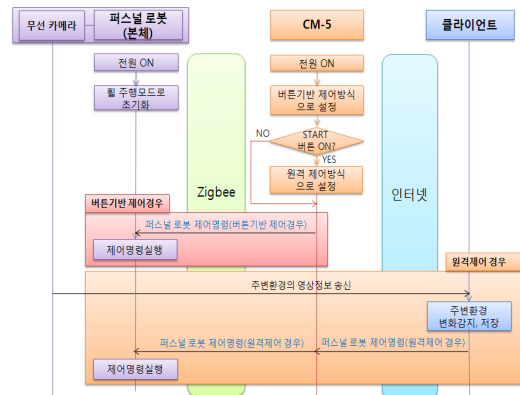 무선 카메라
퍼스널 로봇
(본체)
CM-5
클라이언트
전원 ON
전원 ON
휠 주행모드로
초기화
버튼기반 제어방식
으로 설정
NO
START
버튼 ON?
YES
원격 제어방식
으로 설정
Zigbee
인터넷
버튼기반 제어경우
퍼스널 로봇 제어명령(버튼기반 제어경우)
제어명령실행
원격제어 경우
주변환경의 영상정보 송신
주변환경
변화감지, 저장
퍼스널 로봇 제어명령(원격제어 경우)
퍼스널 로봇 제어명령(원격제어 경우)
제어명령실행